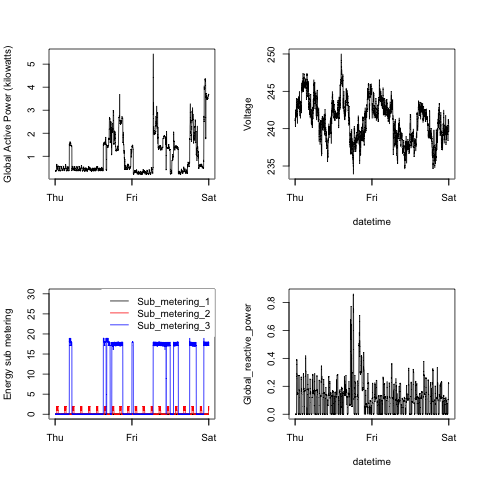 Global Active Power (kilowatts)
5
4
3
2
1
Thu Fri Sat
Voltage
250
245
240
235
Thu Fri Sat
datetime
Energy sub metering
30
25
20
15
10
5
0
Sub_metering_1
Sub_metering_2
Sub_metering_3
Thu Fri Sat
Global_reactive_power
0.8
0.6
0.4
0.2
0.0
Thu Fri Sat
datetime